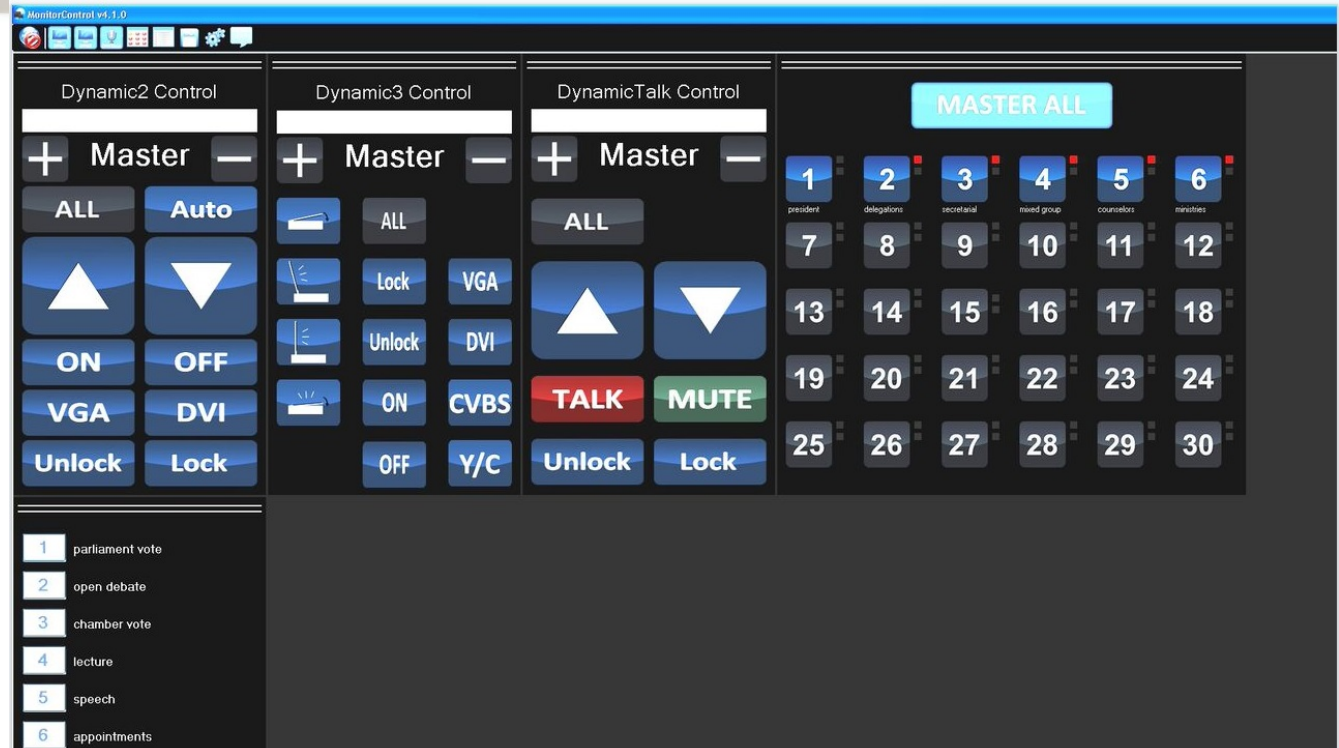 MonitorControl v4.1.0
Dynamic2 Control
+ Master −
ALL Auto
ON OFF
VGA DVI
Unlock Lock
Dynamic3 Control
+ Master −
ALL
Lock VGA
Unlock DVI
ON CVBS
OFF Y/C
DynamicTalk Control
+ Master −
ALL
TALK MUTE
Unlock Lock
MASTER ALL
1 2 3 4 5 6
president delegations secretarial mixed group counselors ministries
7 8 9 10 11 12
13 14 15 16 17 18
19 20 21 22 23 24
25 26 27 28 29 30
1 parliament vote
2 open debate
3 chamber vote
4 lecture
5 speech
6 appointments